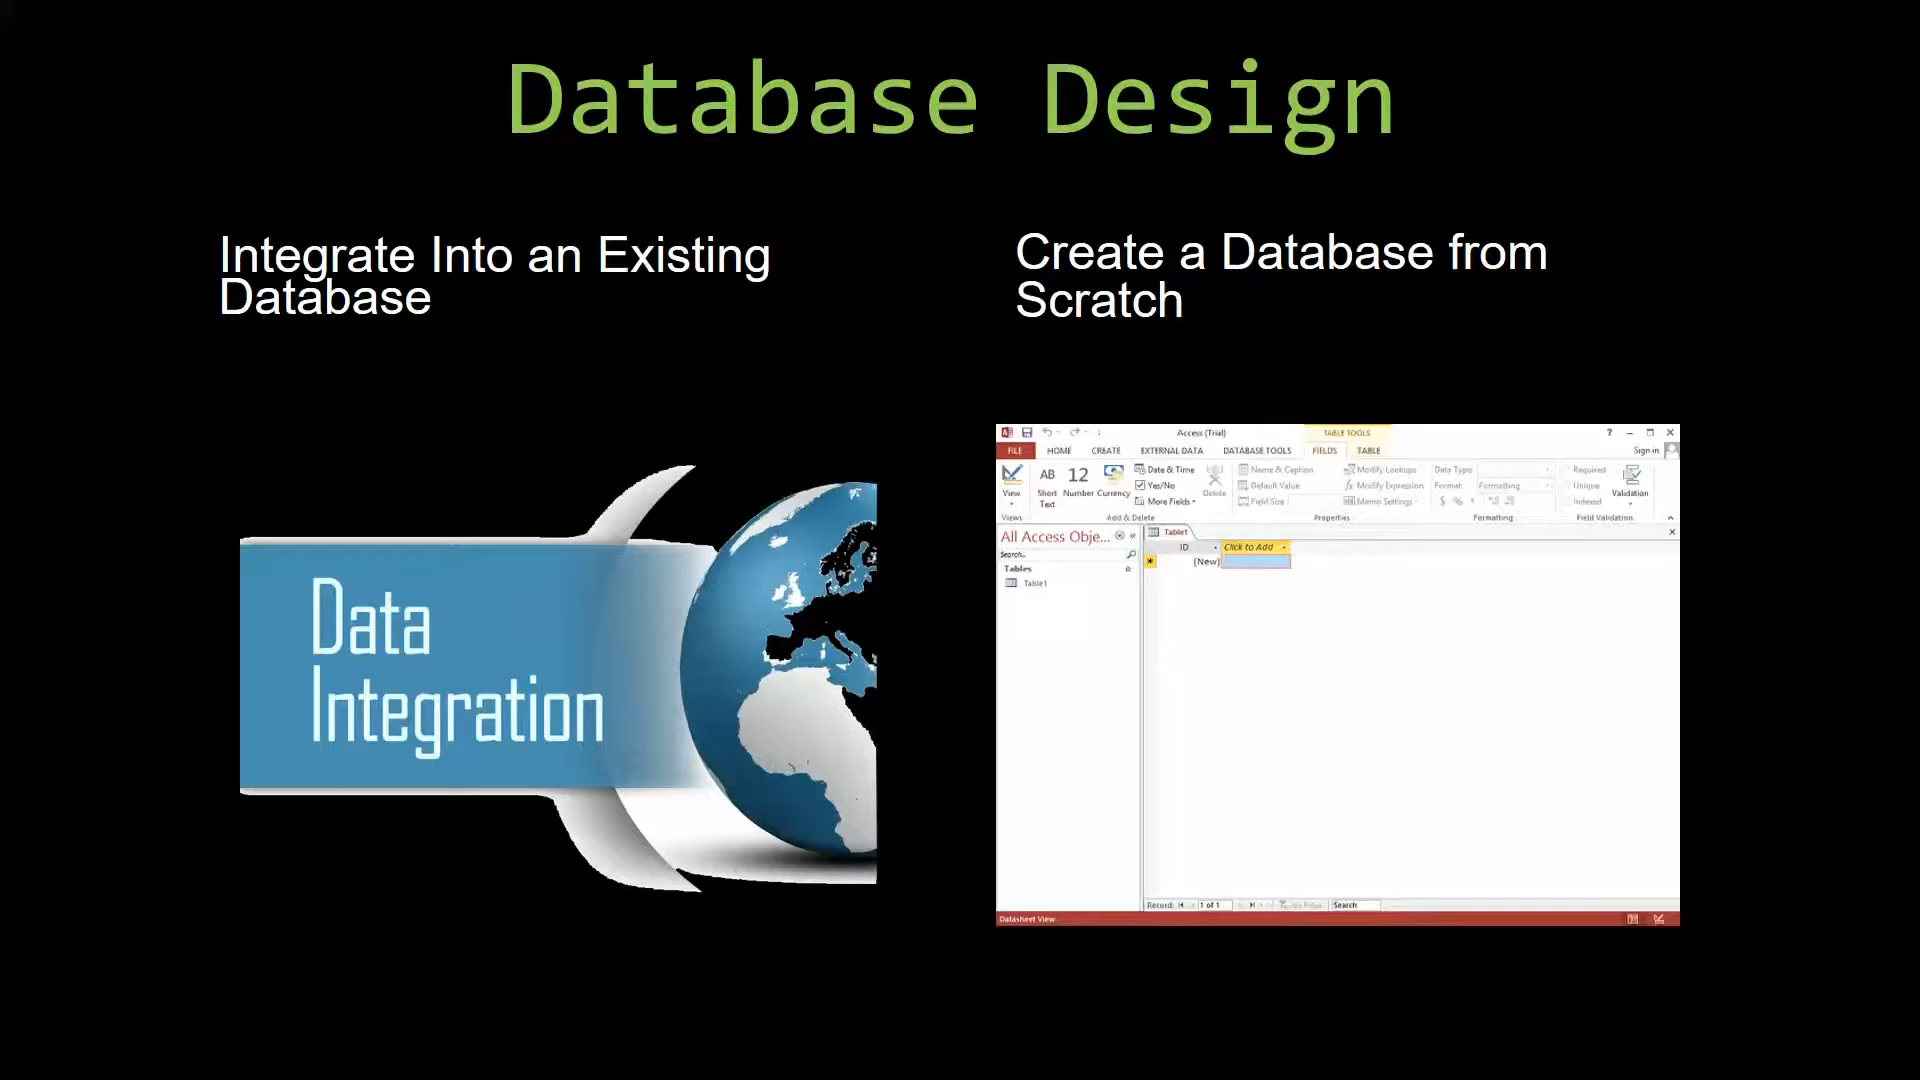 Database Design
Integrate Into an Existing
Database
Create a Database from
Scratch
Data
Integration
Access (Trial)
TABLE TOOLS
?
FILE
HOME
CREATE
EXTERNAL DATA
DATABASE TOOLS
FIELDS
TABLE
Sign in
View
AB
Short
Text
12
Number
Currency
Date & Time
Yes/No
More Fields
Delete
Name & Caption
Default Value
Field Size
Modify Lookups
fx Modify Expression
Memo Settings
Data Type:
Format: Formatting
$ %
Required
Unique
Indexed
Validation
Views
Add & Delete
Properties
Formatting
Field Validation
All Access Obje...
Search...
Tables
Table1
Table1
ID
Click to Add
(New)
Record:
1 of 1
No Filter
Search
Datasheet View